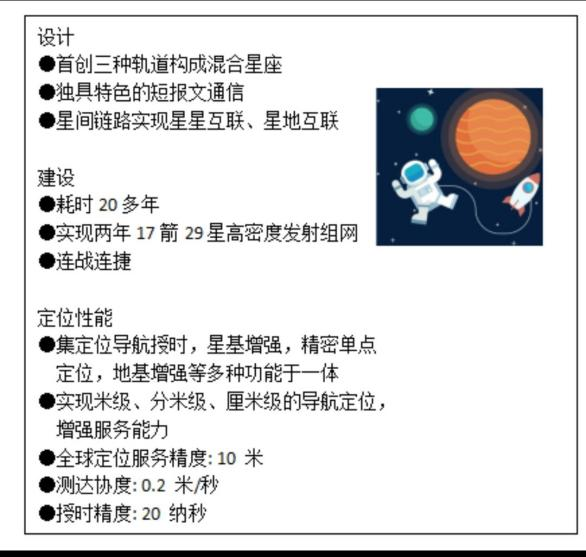 设计
●首创三种轨道构成混合星座
●独具特色的短报文通信
●星间链路实现星星互联、星地互联
建设
●耗时 20 多年
●实现两年 17 箭 29 星高密度发射组网
●连战连捷
定位性能
●集定位导航授时，星基增强，精密单点
定位，地基增强等多种功能于一体
●实现米级、分米级、厘米级的导航定位，
增强服务能力
●全球定位服务精度: 10 米
●测达协度: 0.2 米/秒
●授时精度: 20 纳秒